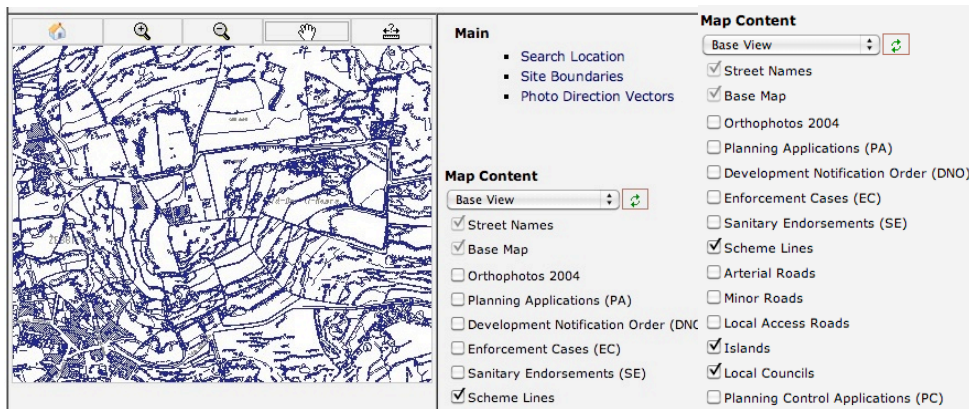 Main
Search Location
Site Boundaries
Photo Direction Vectors
Map Content
Base View
Street Names
Base Map
Orthophotos 2004
Planning Applications (PA)
Development Notification Order (DNO
Enforcement Cases (EC)
Sanitary Endorsements (SE)
Scheme Lines
Map Content
Base View
Street Names
Base Map
Orthophotos 2004
Planning Applications (PA)
Development Notification Order (DNO)
Enforcement Cases (EC)
Sanitary Endorsements (SE)
Scheme Lines
Arterial Roads
Minor Roads
Local Access Roads
Islands
Local Councils
Planning Control Applications (PC)